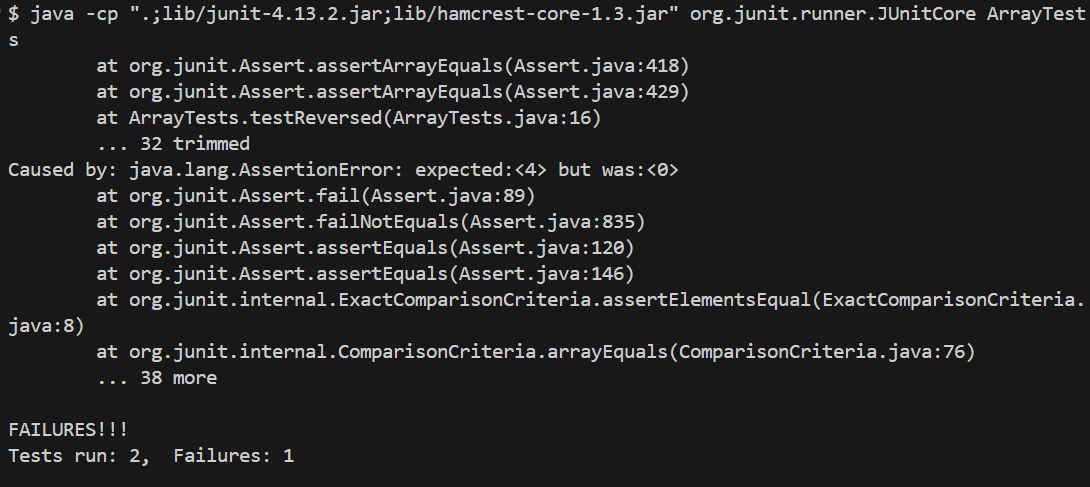 $ java -cp ".;lib/junit-4.13.2.jar;lib/hamcrest-core-1.3.jar" org.junit.runner.JUnitCore ArrayTest
s
        at org.junit.Assert.assertArrayEquals(Assert.java:418)
        at org.junit.Assert.assertArrayEquals(Assert.java:429)
        at ArrayTests.testReversed(ArrayTests.java:16)
        ... 32 trimmed
Caused by: java.lang.AssertionError: expected:<4> but was:<0>
        at org.junit.Assert.fail(Assert.java:89)
        at org.junit.Assert.failNotEquals(Assert.java:835)
        at org.junit.Assert.assertEquals(Assert.java:120)
        at org.junit.Assert.assertEquals(Assert.java:146)
        at org.junit.internal.ExactComparisonCriteria.assertElementsEqual(ExactComparisonCriteria.
java:8)
        at org.junit.internal.ComparisonCriteria.arrayEquals(ComparisonCriteria.java:76)
        ... 38 more

FAILURES!!!
Tests run: 2,  Failures: 1